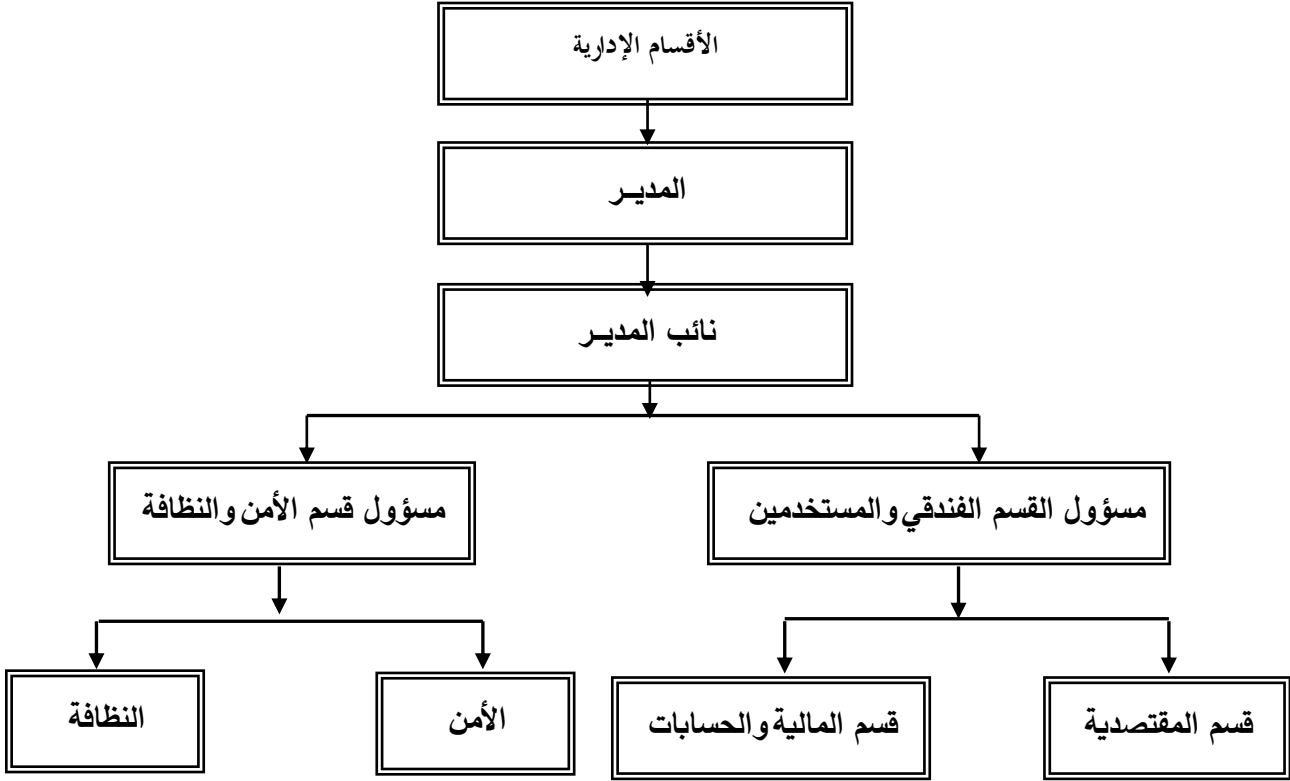 الأقسام الإدارية
المديــر
نائب المديـر
مسؤول القسم الفندقي والمستخدمين
مسؤول قسم الأمن والنظافة
قسم المقتصدية
قسم المالية والحسابات
الأمن
النظافة